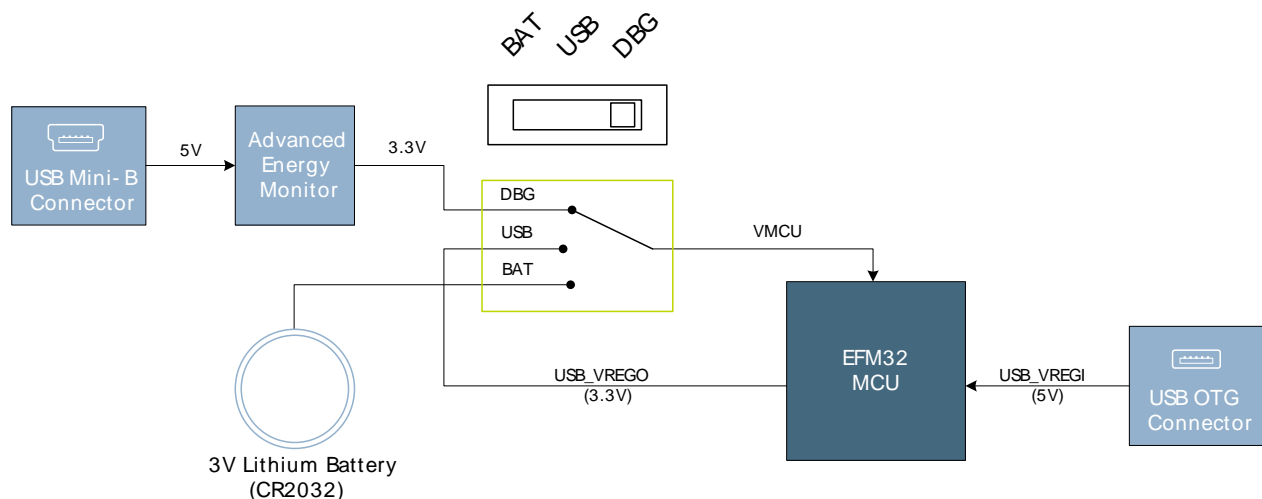 BAT
USB
DBG
USB Mini-B
Connector
5V
Advanced
Energy
Monitor
3.3V
DBG
USB
BAT
VMCU
EFM32
MCU
USB_VREGO
(3.3V)
USB_VREGI
(5V)
USB OTG
Connector
3V Lithium Battery
(CR2032)